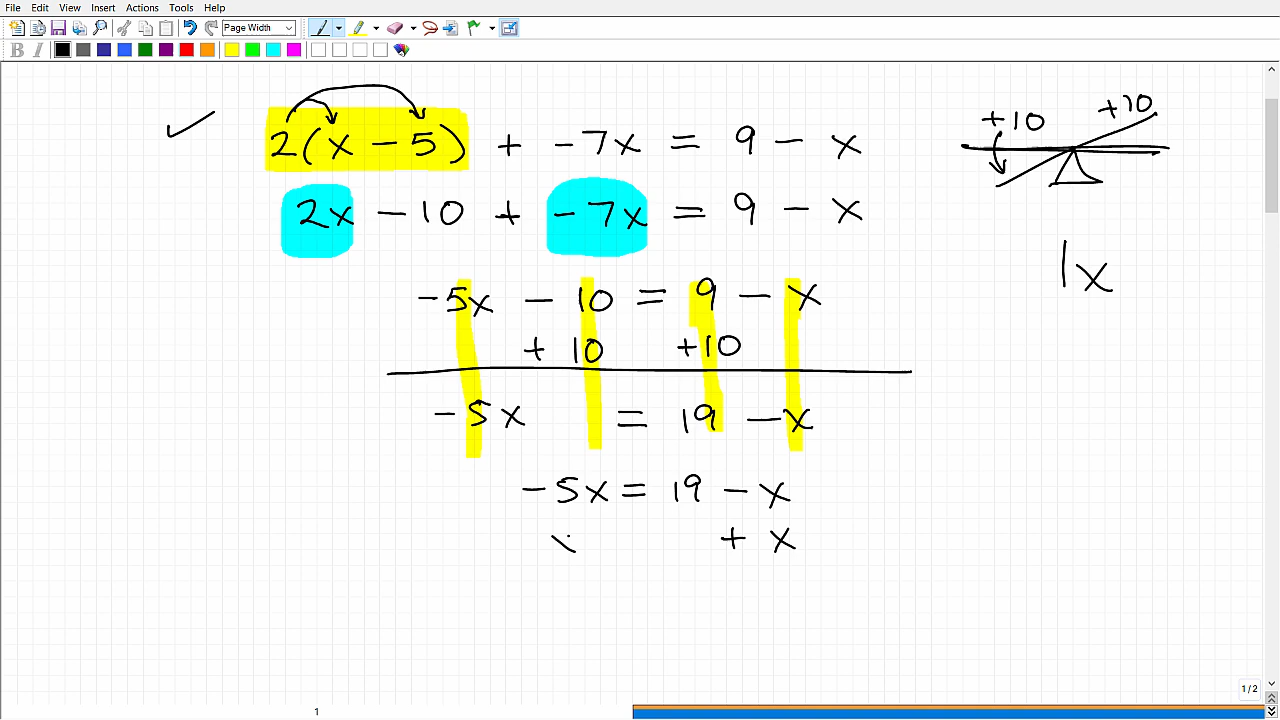 File Edit View Insert Actions Tools Help
Page Width
B I
2(x - 5) + -7x = 9 - x
+10 +10
2x - 10 + -7x = 9 - x
1x
-5x - 10 = 9 - x
+ 10 +10
-5x = 19 - x
-5x = 19 - x
+ x
1/2
1